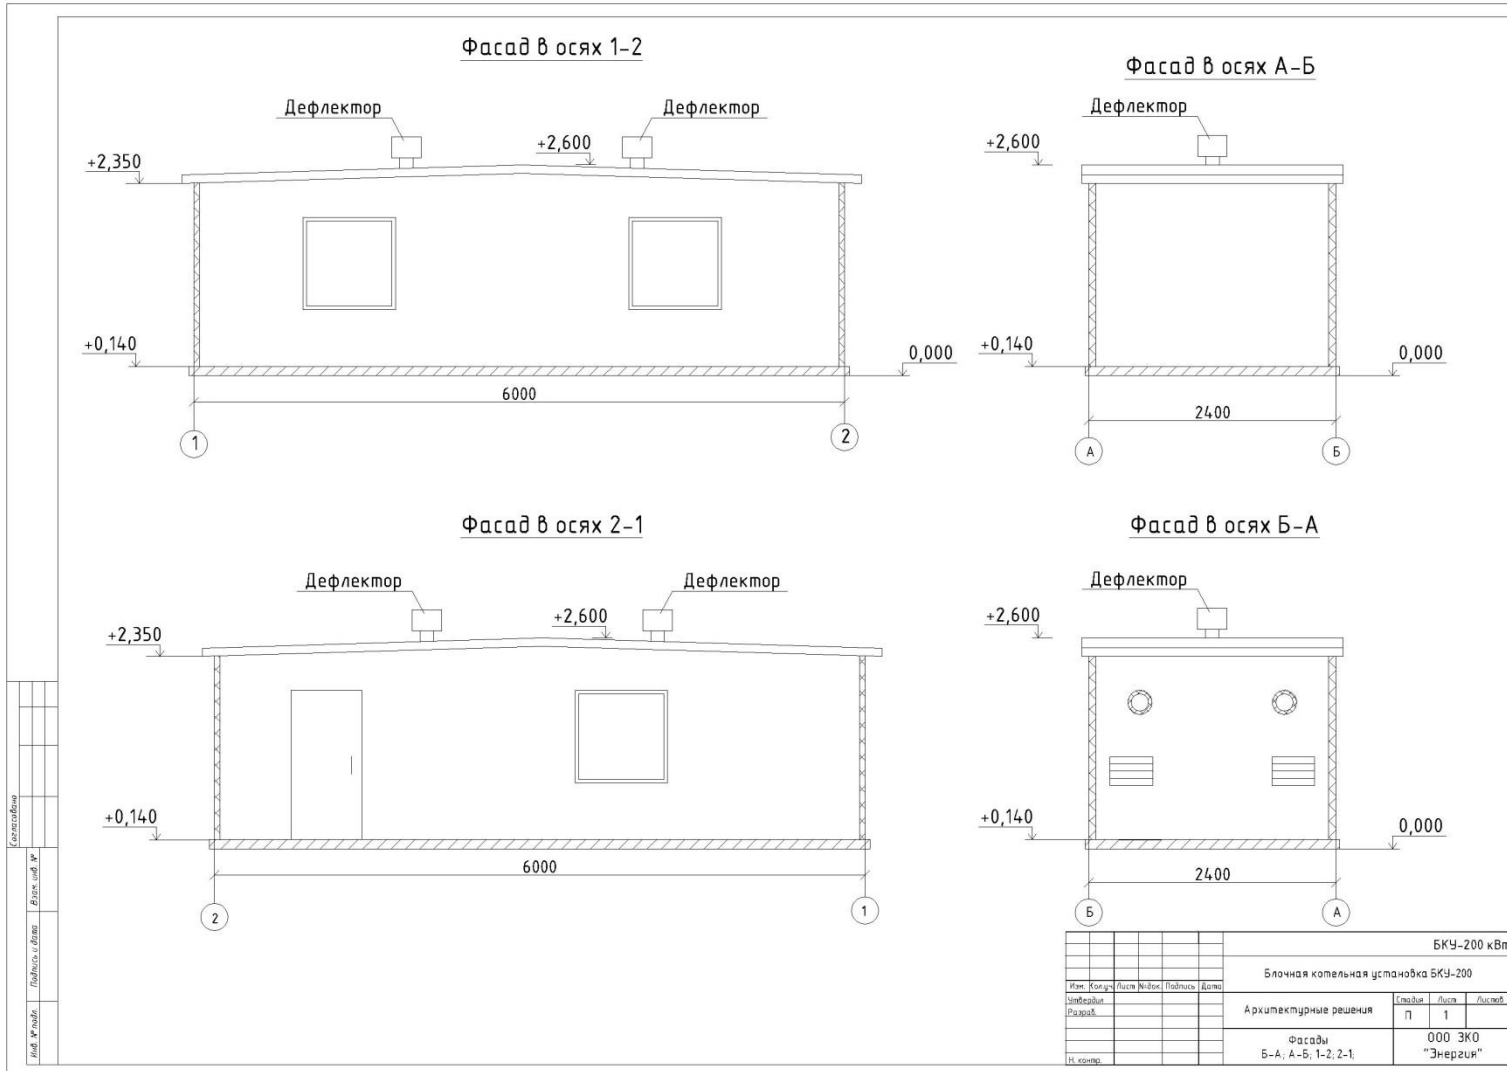 Фасад в осях 1-2
Дефлектор
Дефлектор
+2,350
+2,600
+0,140
0,000
6000
1
2
Фасад в осях А-Б
Дефлектор
+2,600
+0,140
0,000
2400
А
Б
Фасад в осях 2-1
Дефлектор
Дефлектор
+2,350
+2,600
+0,140
6000
2
1
Фасад в осях Б-А
Дефлектор
+2,600
+0,140
0,000
2400
Б
А
Согласовано
Взам. инв. №
Подпись и дата
Инв. № подл.
БКУ-200 кВт
Блочная котельная установка БКУ-200
Изм. Кол.уч Лист №док. Подпись Дата
Утвердил
Разраб.
Н. контр.
Архитектурные решения
Стадия Лист Листов
П 1
Фасады
Б-А; А-Б; 1-2; 2-1;
ООО ЭКО
"Энергия"